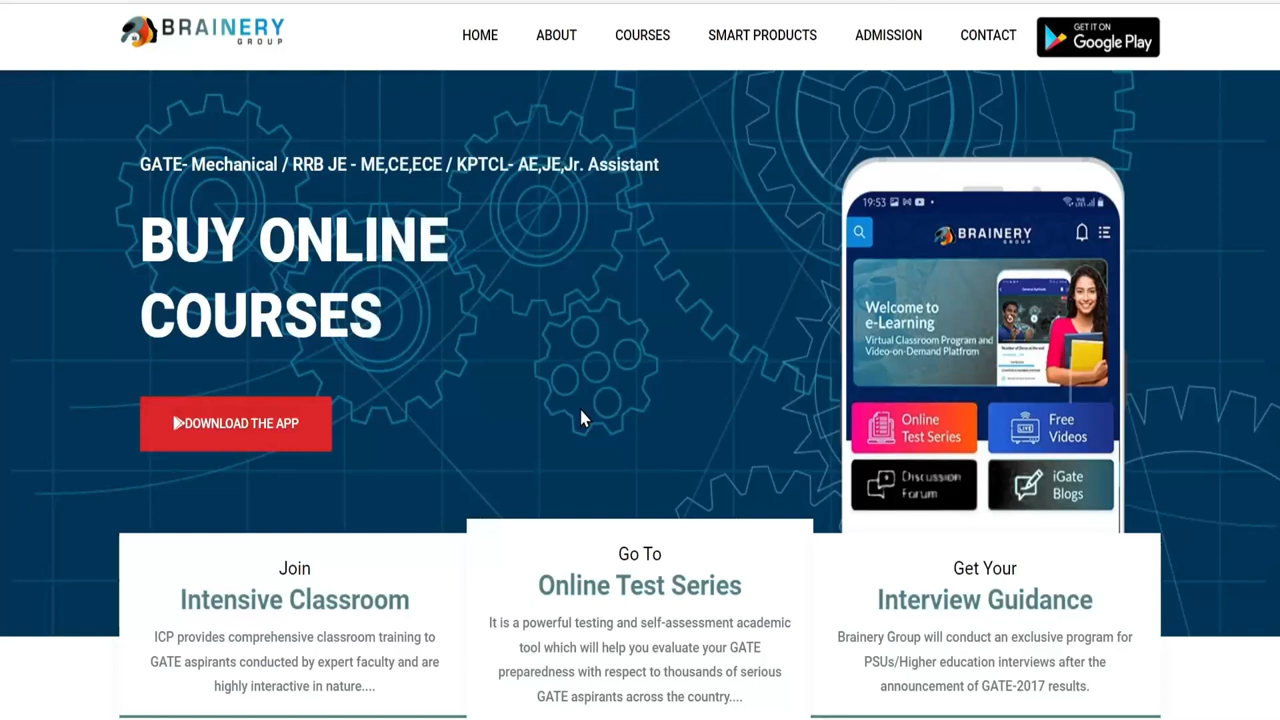 BRAINERY
GROUP
HOME ABOUT COURSES SMART PRODUCTS ADMISSION CONTACT
GET IT ON
Google Play
GATE- Mechanical / RRB JE - ME,CE,ECE / KPTCL- AE,JE,Jr. Assistant
BUY ONLINE
COURSES
DOWNLOAD THE APP
19:53
BRAINERY
GROUP
Welcome to
e-Learning
Virtual Classroom Program and
Video-on-Demand Platfrom
Online
Test Series
Free
Videos
LIVE
Discussion
Forum
iGate
Blogs
Join
Intensive Classroom
ICP provides comprehensive classroom training to
GATE aspirants conducted by expert faculty and are
highly interactive in nature....
Go To
Online Test Series
It is a powerful testing and self-assessment academic
tool which will help you evaluate your GATE
preparedness with respect to thousands of serious
GATE aspirants across the country....
Get Your
Interview Guidance
Brainery Group will conduct an exclusive program for
PSUs/Higher education interviews after the
announcement of GATE-2017 results.